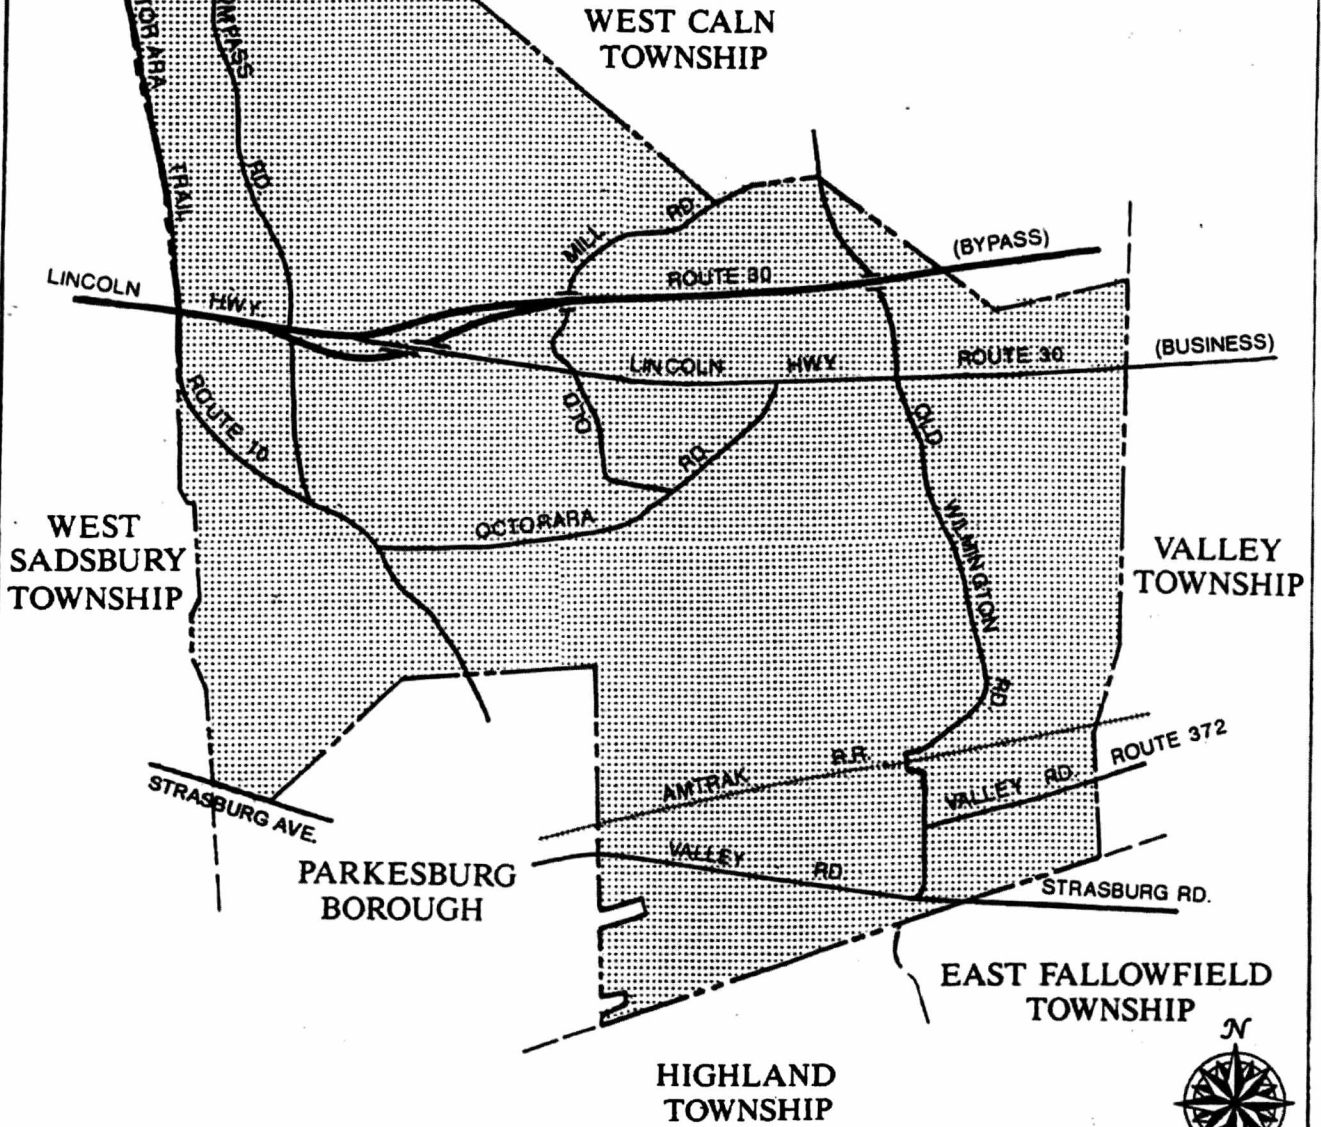 WEST CALN
TOWNSHIP
TRAIL
RD.
MILL RD.
(BYPASS)
ROUTE 30
LINCOLN HWY
LINCOLN HWY ROUTE 30
(BUSINESS)
ROUTE 10
OLD
RD.
OCTORARA
OLD WILMINGTON RD.
WEST
SADSBURY
TOWNSHIP
VALLEY
TOWNSHIP
AMTRAK R.R.
ROUTE 372
VALLEY RD.
STRASBURG AVE.
VALLEY RD.
PARKESBURG
BOROUGH
STRASBURG RD.
EAST FALLOWFIELD
TOWNSHIP
N
HIGHLAND
TOWNSHIP